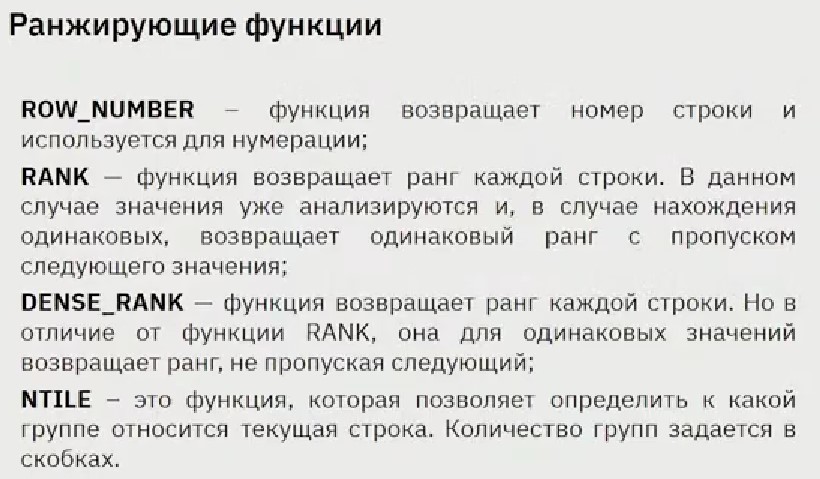 Ранжирующие функции
ROW_NUMBER – функция возвращает номер строки и
используется для нумерации;
RANK — функция возвращает ранг каждой строки. В данном
случае значения уже анализируются и, в случае нахождения
одинаковых, возвращает одинаковый ранг с пропуском
следующего значения;
DENSE_RANK — функция возвращает ранг каждой строки. Но в
отличие от функции RANK, она для одинаковых значений
возвращает ранг, не пропуская следующий;
NTILE – это функция, которая позволяет определить к какой
группе относится текущая строка. Количество групп задается в
скобках.